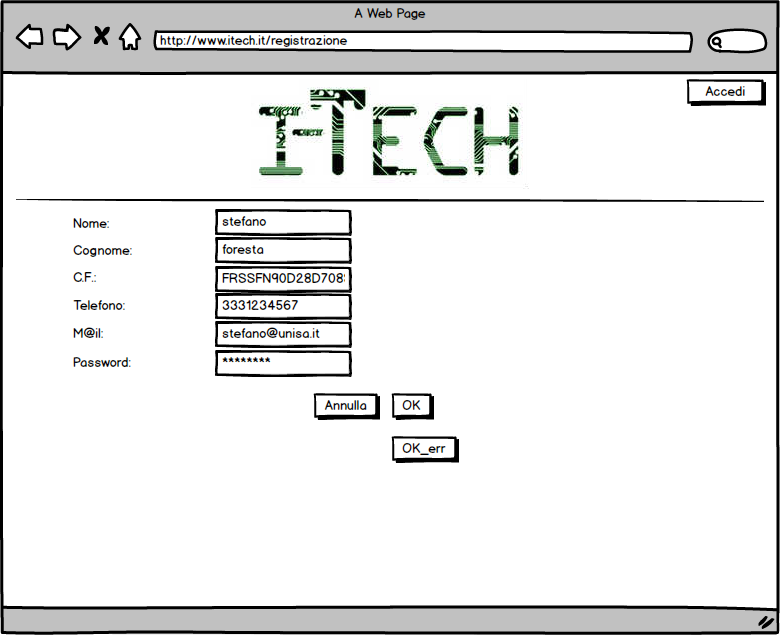 A Web Page
http://www.itech.it/registrazione
Accedi
I-TECH
Nome: stefano
Cognome: foresta
C.F.: FRSSFN90D28D708
Telefono: 3331234567
M@il: stefano@unisa.it
Password: ********
Annulla OK
OK_err